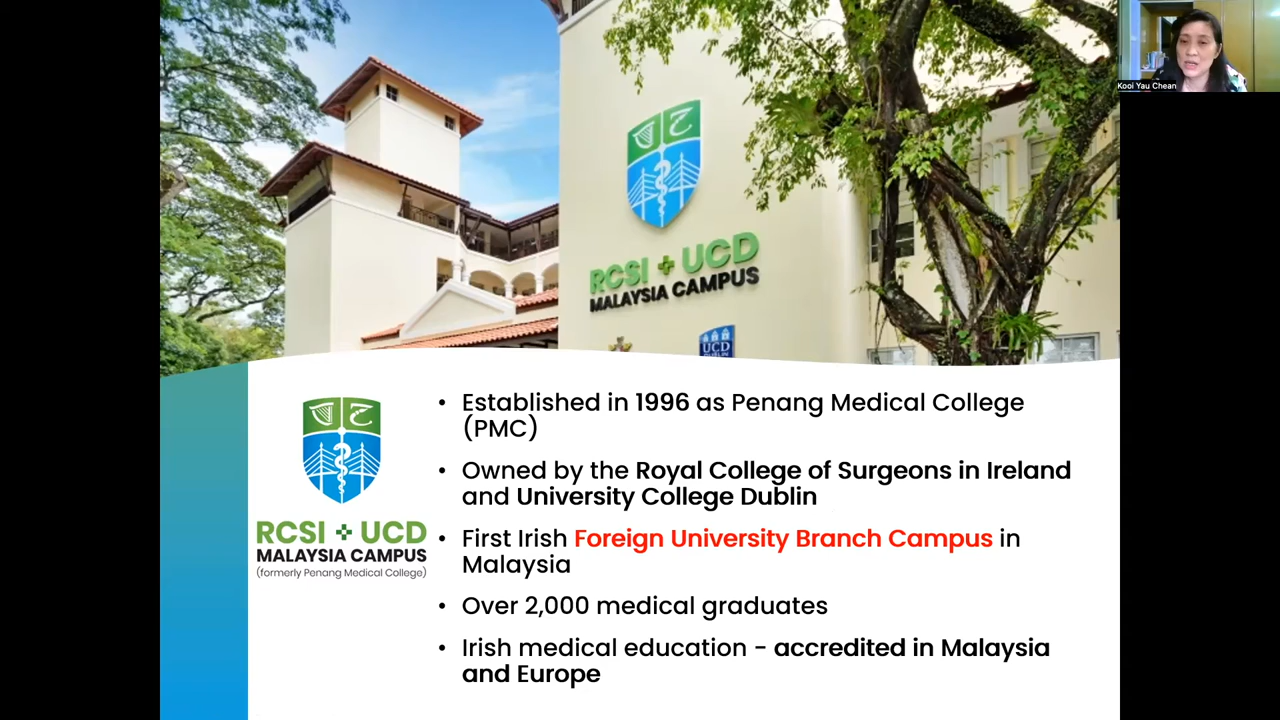 Kooi Yau Chean
RCSI + UCD
MALAYSIA CAMPUS
UCD
RCSI + UCD
MALAYSIA CAMPUS
(formerly Penang Medical College)
• Established in 1996 as Penang Medical College
(PMC)
• Owned by the Royal College of Surgeons in Ireland
and University College Dublin
• First Irish Foreign University Branch Campus in
Malaysia
• Over 2,000 medical graduates
• Irish medical education - accredited in Malaysia
and Europe